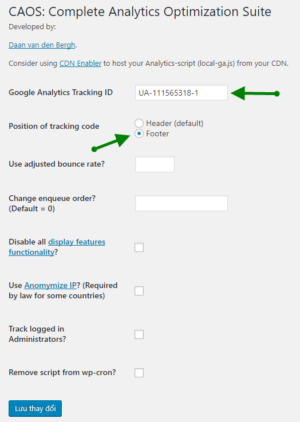 CAOS: Complete Analytics Optimization Suite
Developed by:
Daan van den Bergh.
Consider using CDN Enabler to host your Analytics-script (local-ga.js) from your CDN.
Google Analytics Tracking ID
UA-111565318-1
Position of tracking code
Header (default)
Footer
Use adjusted bounce rate?
Change enqueue order?
(Default = 0)
Disable all display features
functionality?
Use Anomymize IP? (Required
by law for some countries)
Track logged in
Administrators?
Remove script from wp-cron?
Lưu thay đổi